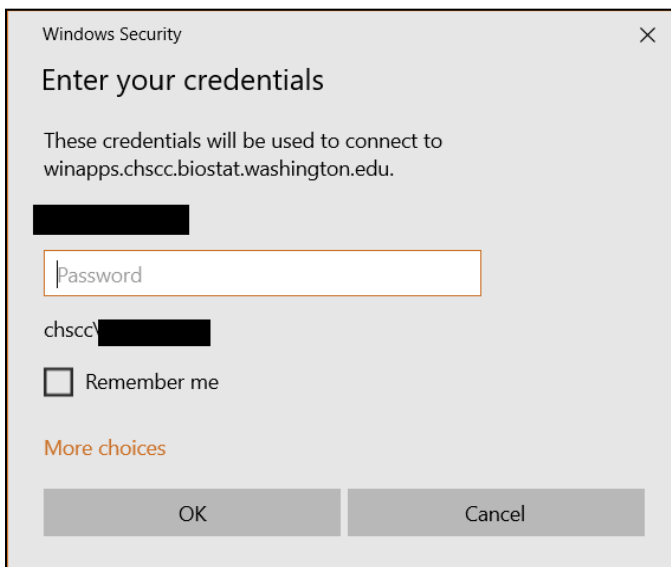 Windows Security
Enter your credentials
These credentials will be used to connect to
winapps.chscc.biostat.washington.edu.
Password
chscc\
Remember me
More choices
OK
Cancel